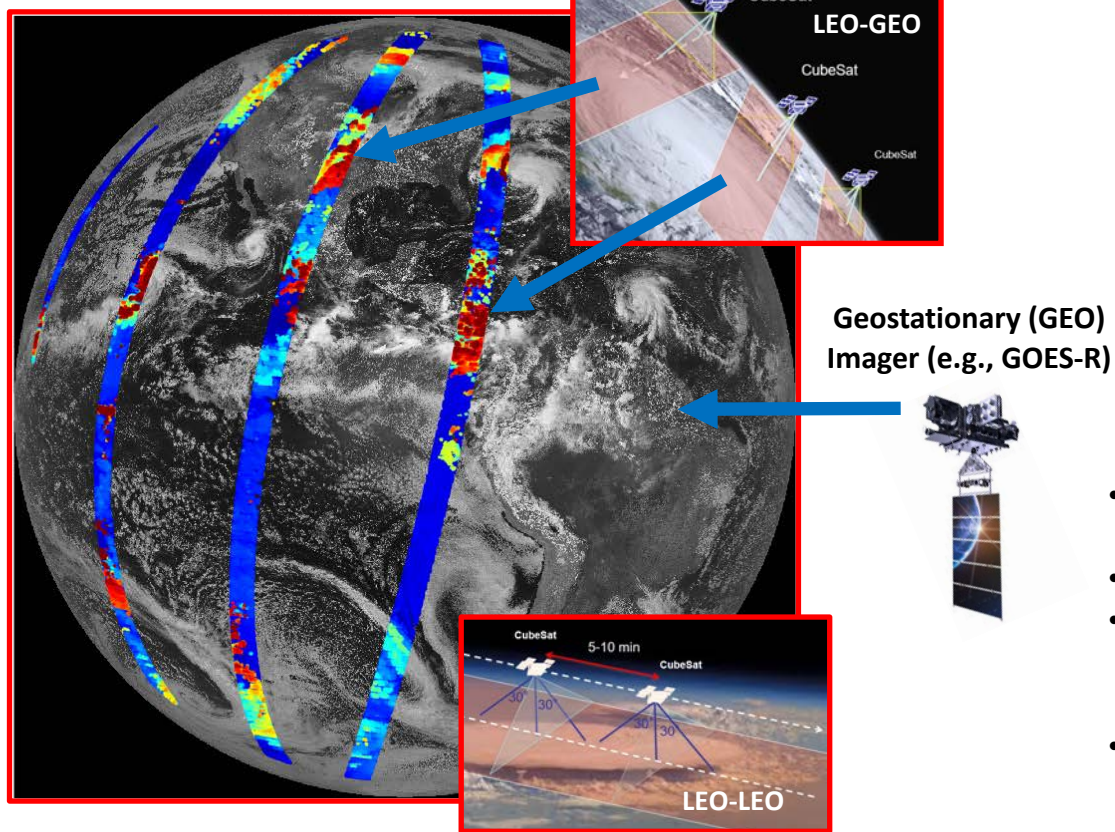 CubeSat
LEO-GEO
CubeSat
CubeSat
Geostationary (GEO)
Imager (e.g., GOES-R)
•
•
•
•
CubeSat
5-10 min
CubeSat
30° 30°
30° 30°
LEO-LEO